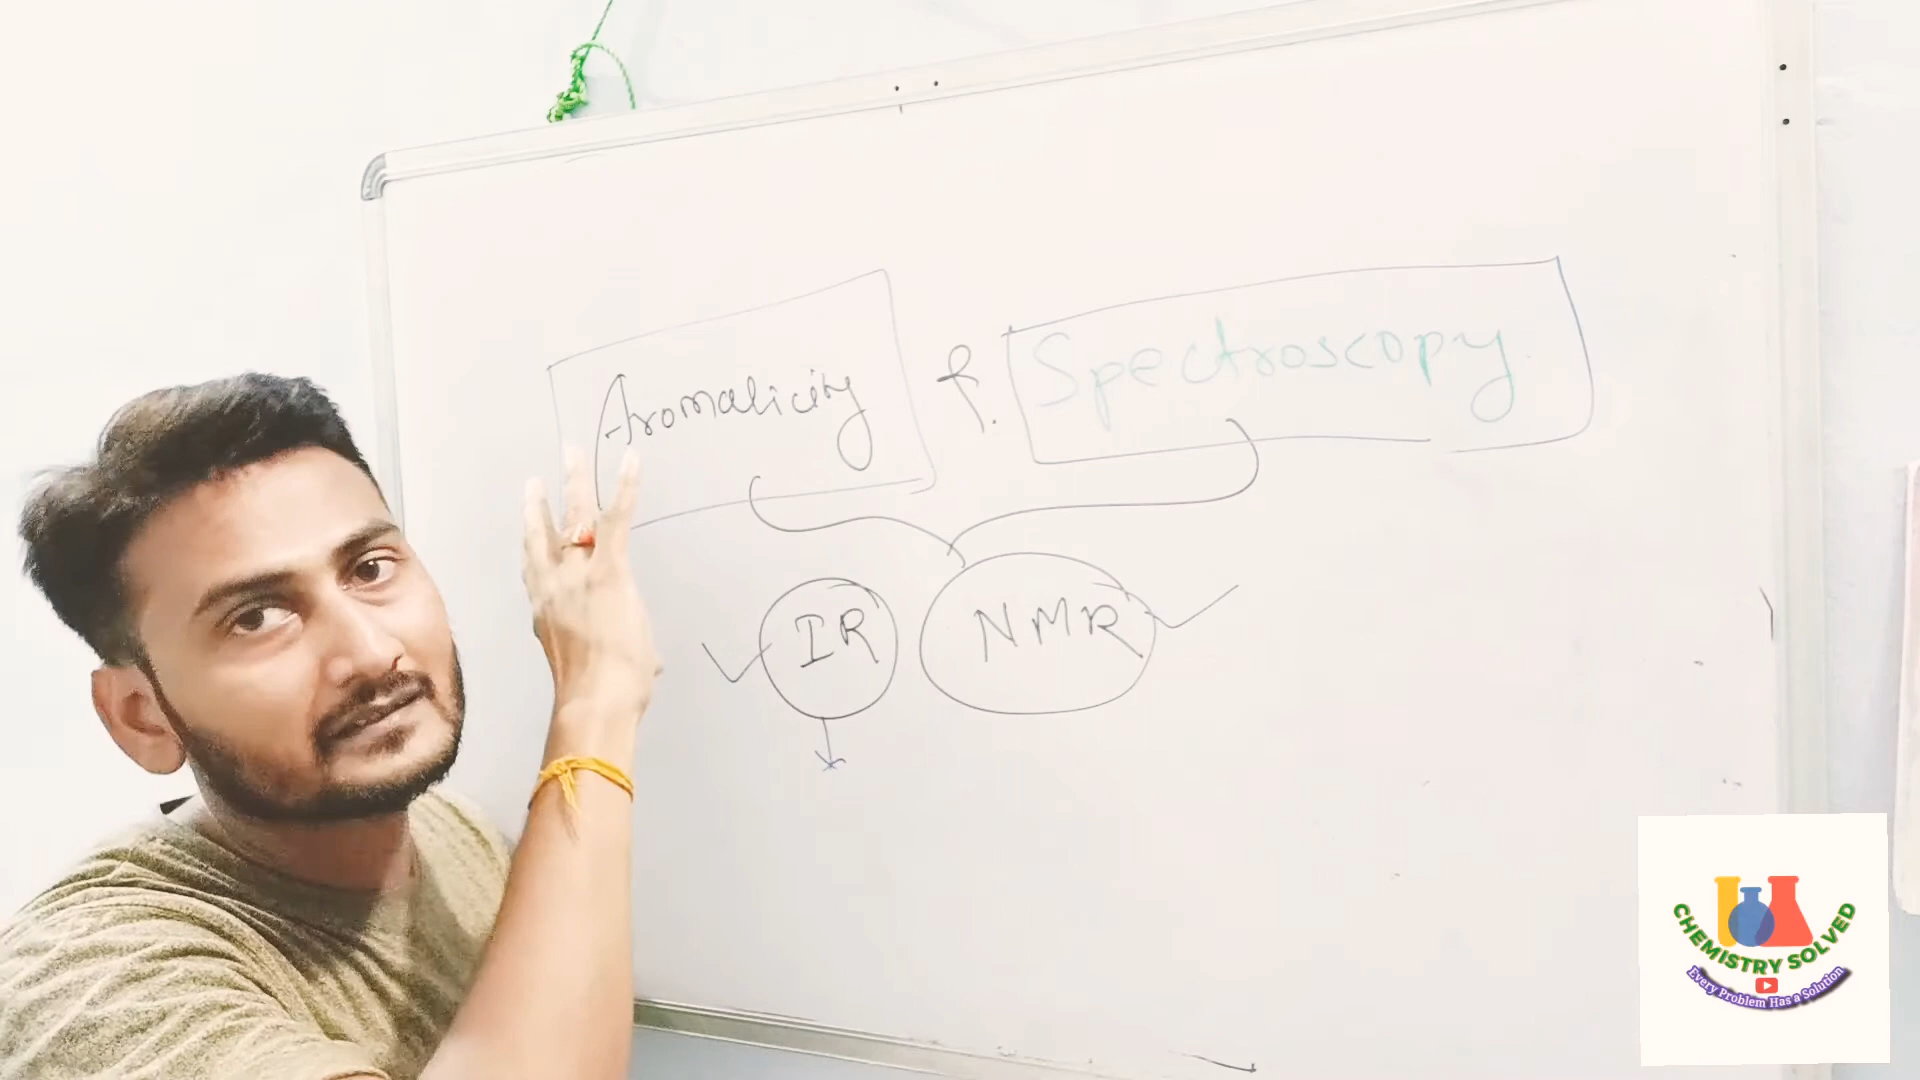 Aromaticity & Spectroscopy
IR NMR
CHEMISTRY SOLVED
Every Problem Has a Solution